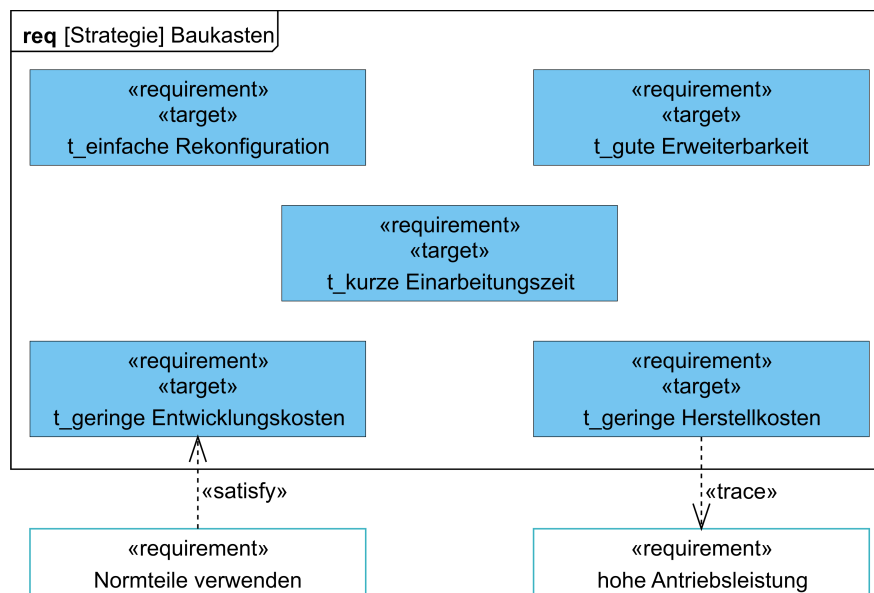 req [Strategie] Baukasten
«requirement»
«target»
t_einfache Rekonfiguration
«requirement»
«target»
t_gute Erweiterbarkeit
«requirement»
«target»
t_kurze Einarbeitungszeit
«requirement»
«target»
t_geringe Entwicklungskosten
«requirement»
«target»
t_geringe Herstellkosten
«satisfy»
«trace»
«requirement»
Normteile verwenden
«requirement»
hohe Antriebsleistung